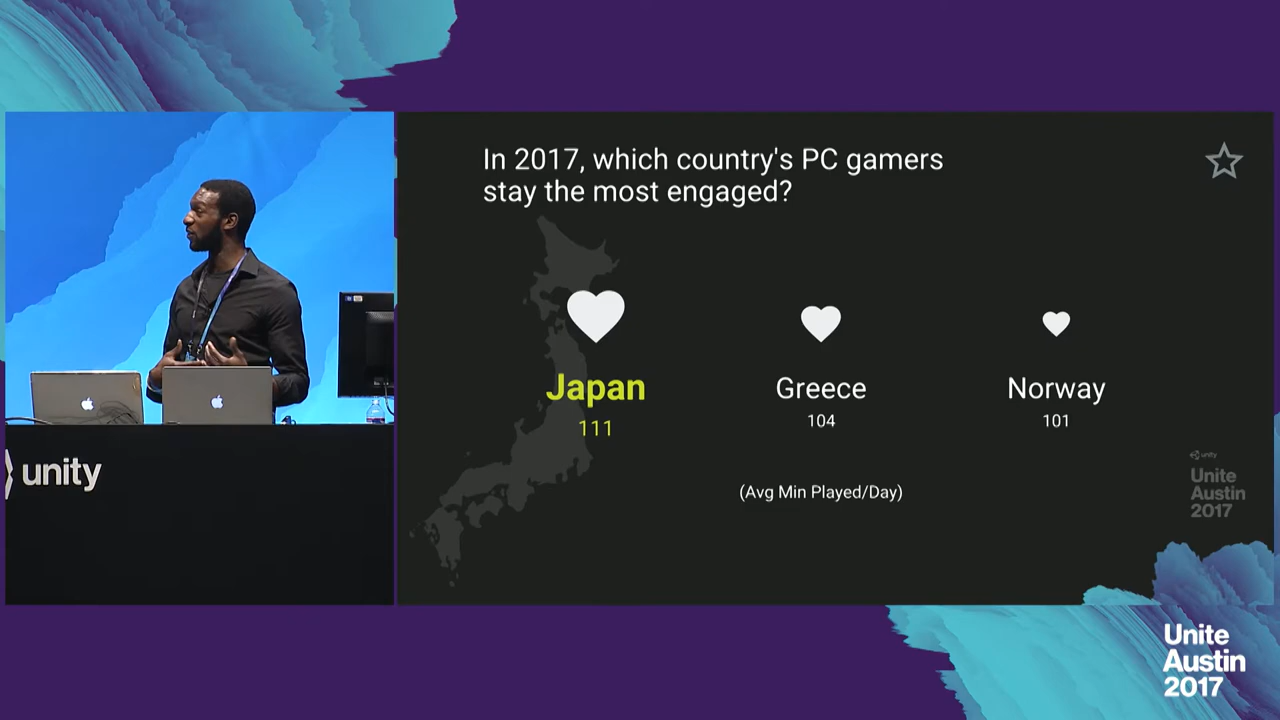 In 2017, which country's PC gamers
stay the most engaged?
Japan
111
Greece
104
Norway
101
(Avg Min Played/Day)
unity
Unite
Austin
2017
unity
Unite
Austin
2017